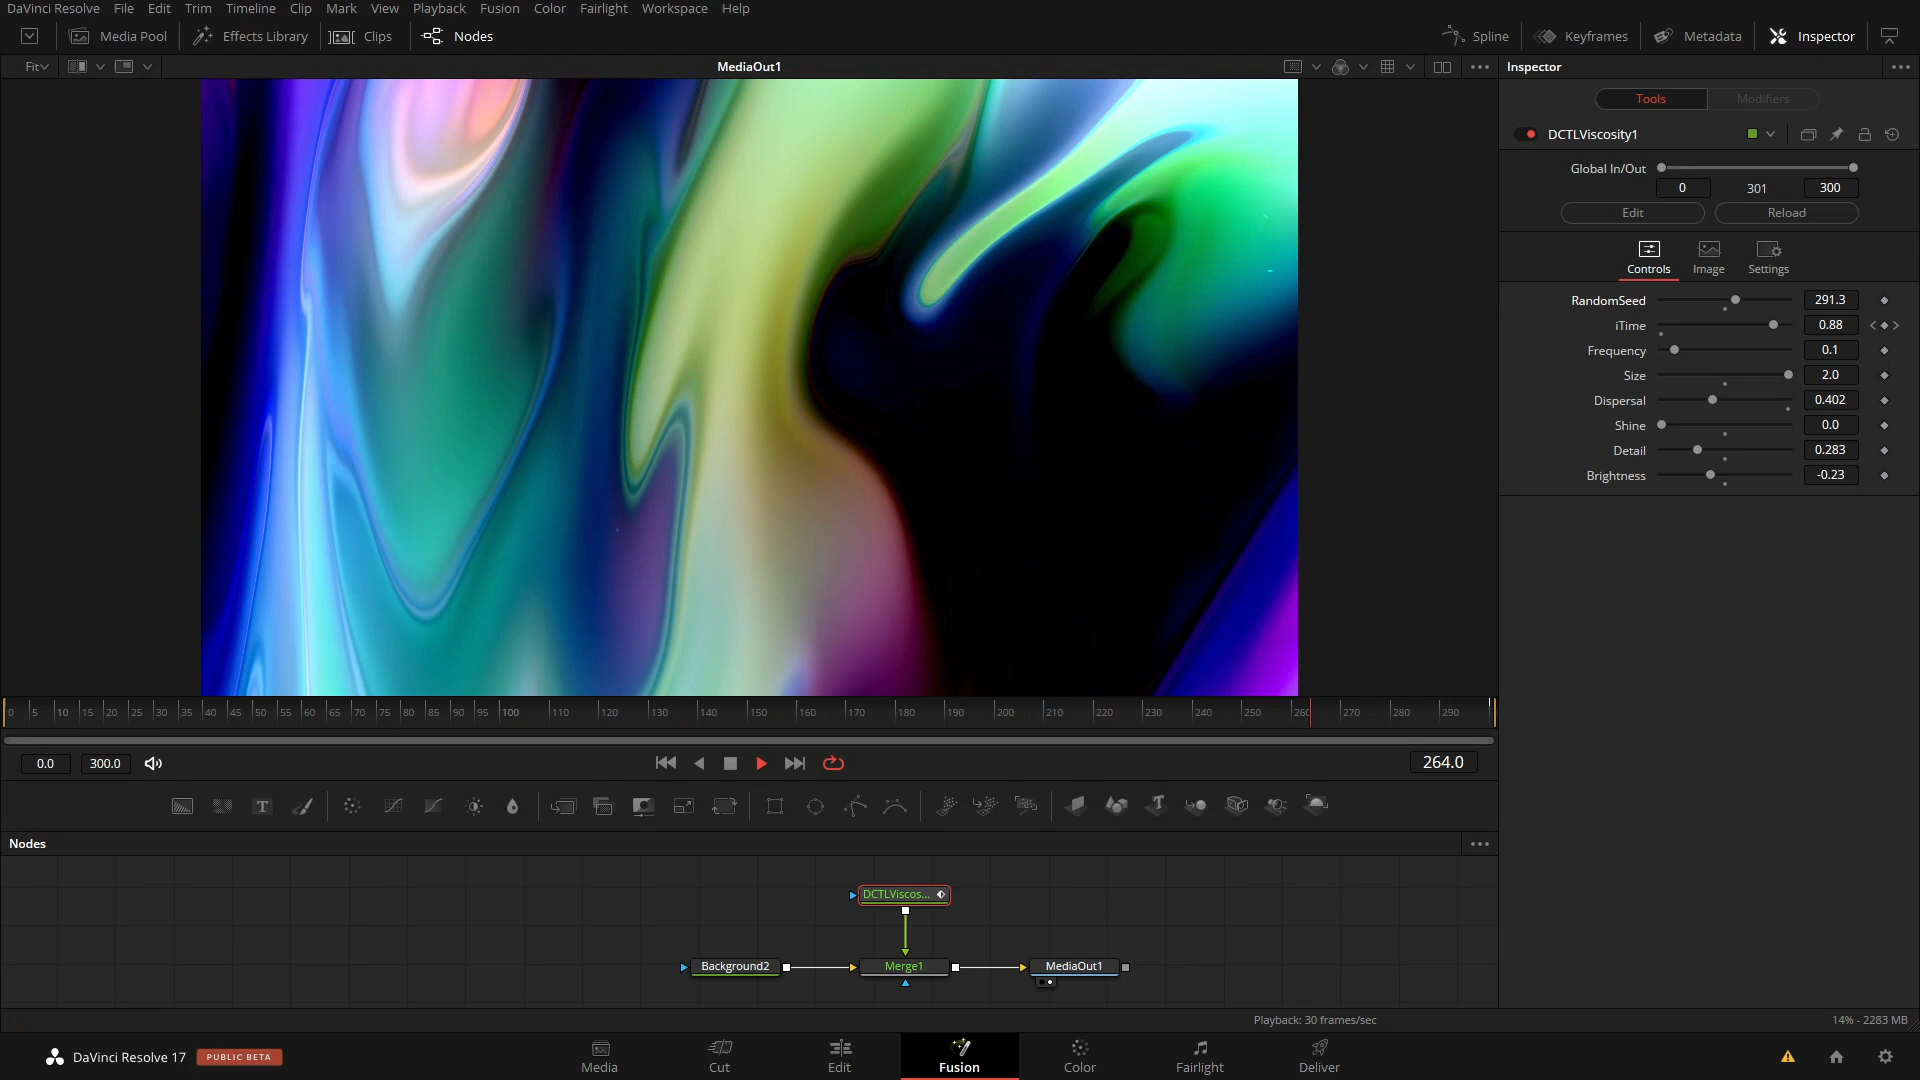 DaVinci Resolve File Edit Trim Timeline Clip Mark View Playback Fusion Color Fairlight Workspace Help
Media Pool Effects Library Clips Nodes Spline Keyframes Metadata Inspector
Fit MediaOut1 Inspector
Tools Modifiers
DCTLViscosity1
Global In/Out
0 301 300
Edit Reload
Controls Image Settings
RandomSeed 291.3
iTime 0.88
Frequency 0.1
Size 2.0
Dispersal 0.402
Shine 0.0
Detail 0.283
Brightness -0.23
0 5 10 15 20 25 30 35 40 45 50 55 60 65 70 75 80 85 90 95 100 110 120 130 140 150 160 170 180 190 200 210 220 230 240 250 260 270 280 290
0.0 300.0 264.0
T T
Nodes
DCTLViscos...
Background2 Merge1 MediaOut1
Playback: 30 frames/sec 14% - 2283 MB
DaVinci Resolve 17 PUBLIC BETA Media Cut Edit Fusion Color Fairlight Deliver